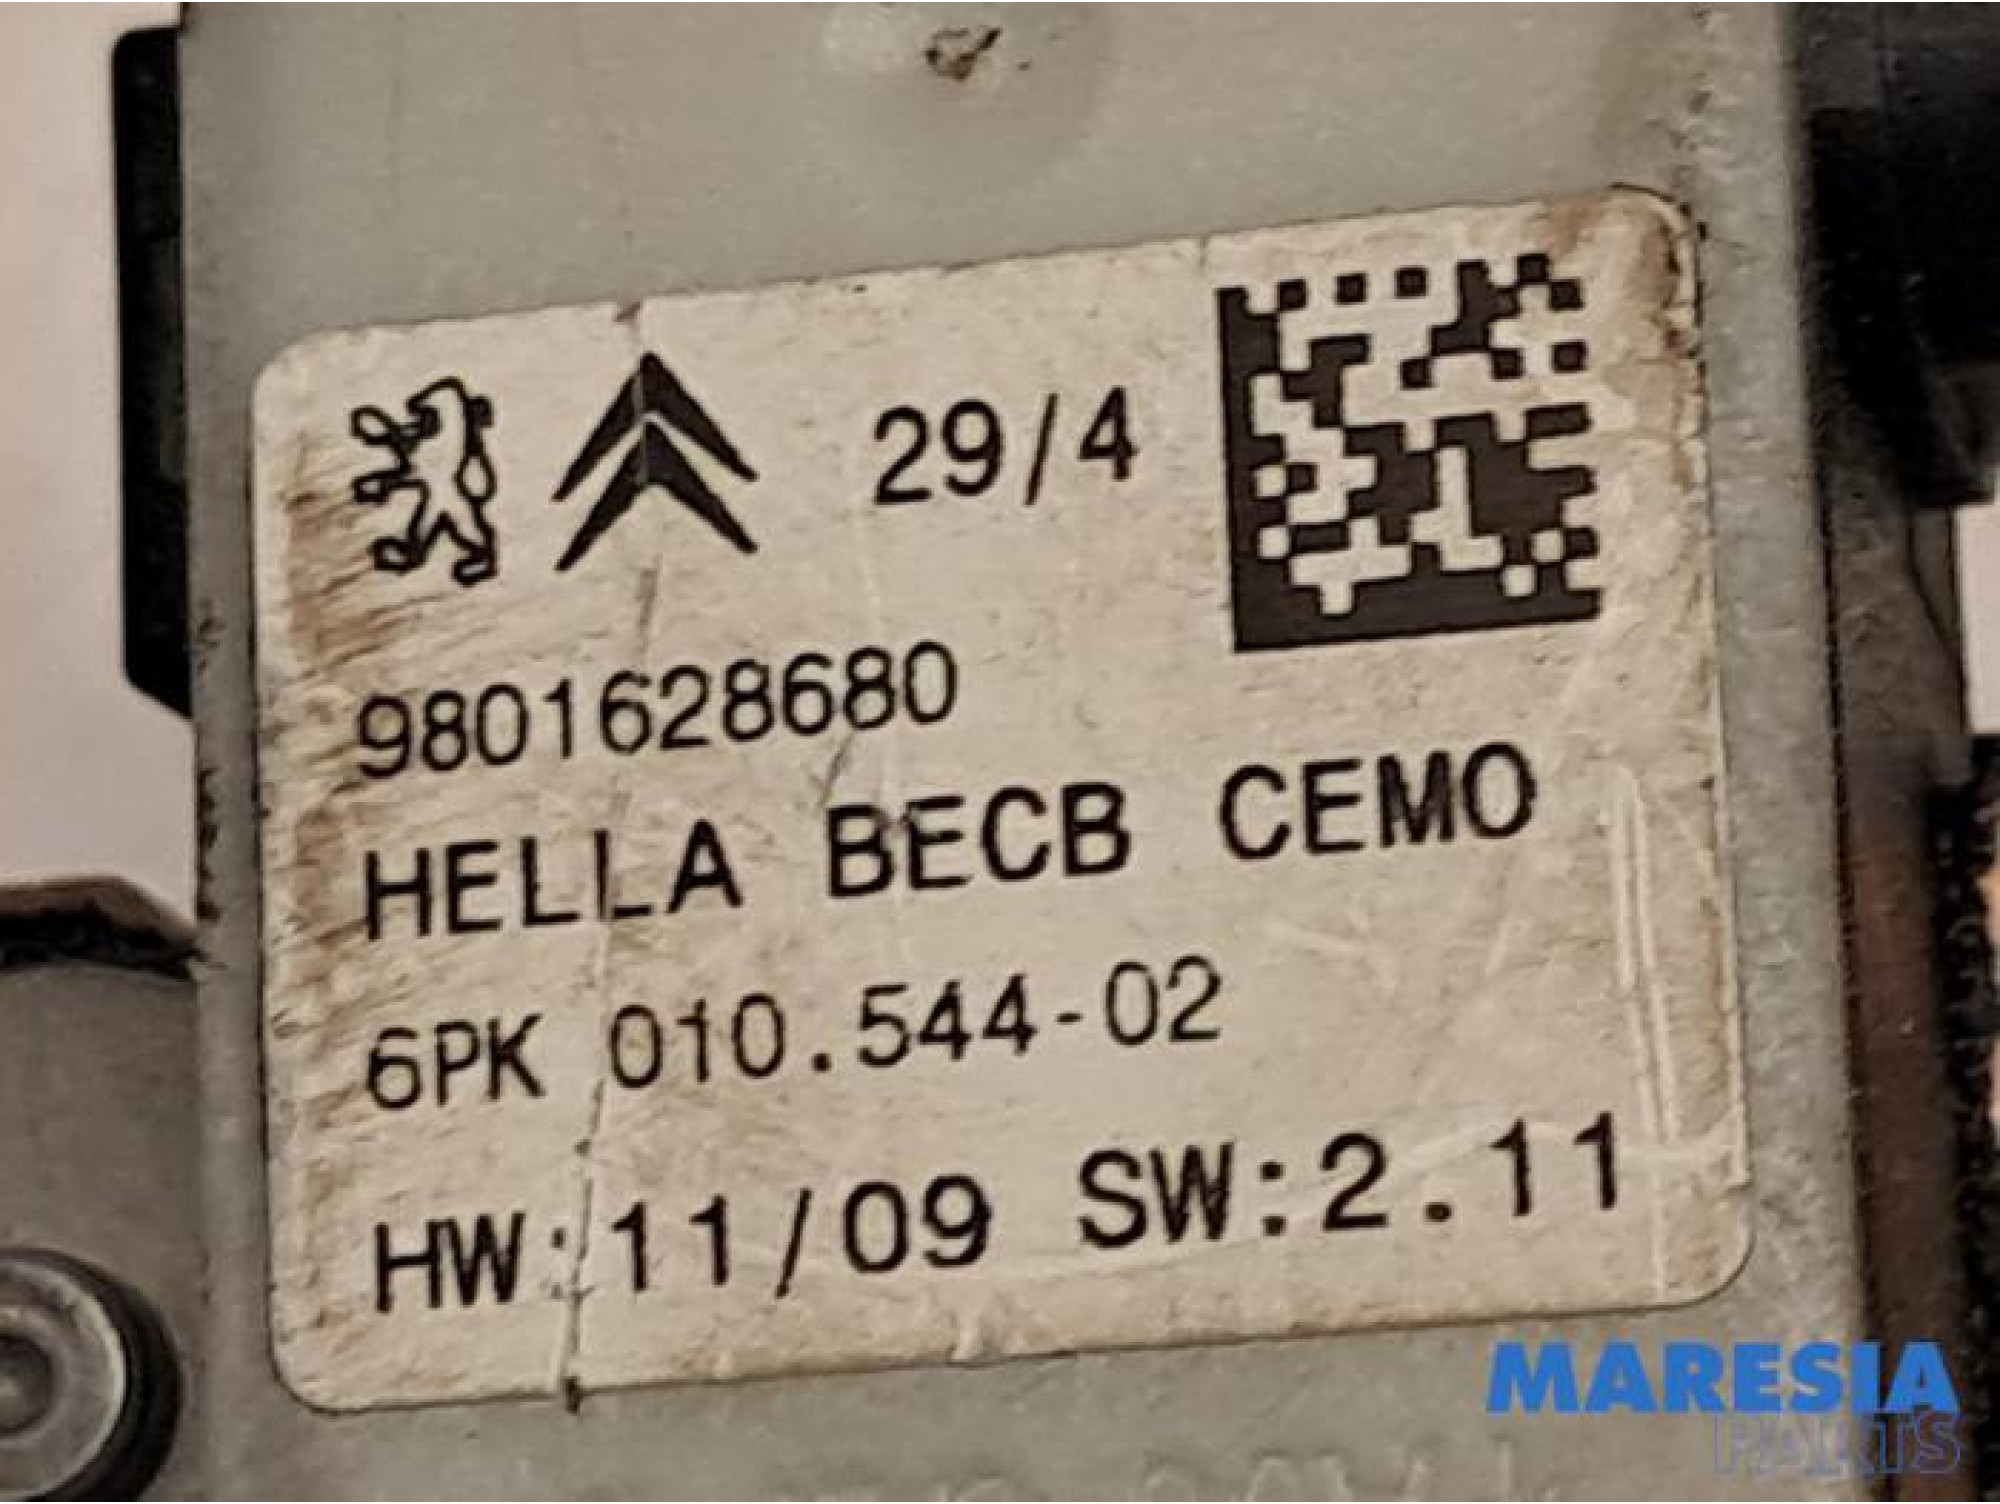 29/4
9801628680
HELLA BECB CEMO
6PK 010.544-02
HW:11/09 SW:2.11
MARESIA
PARTS